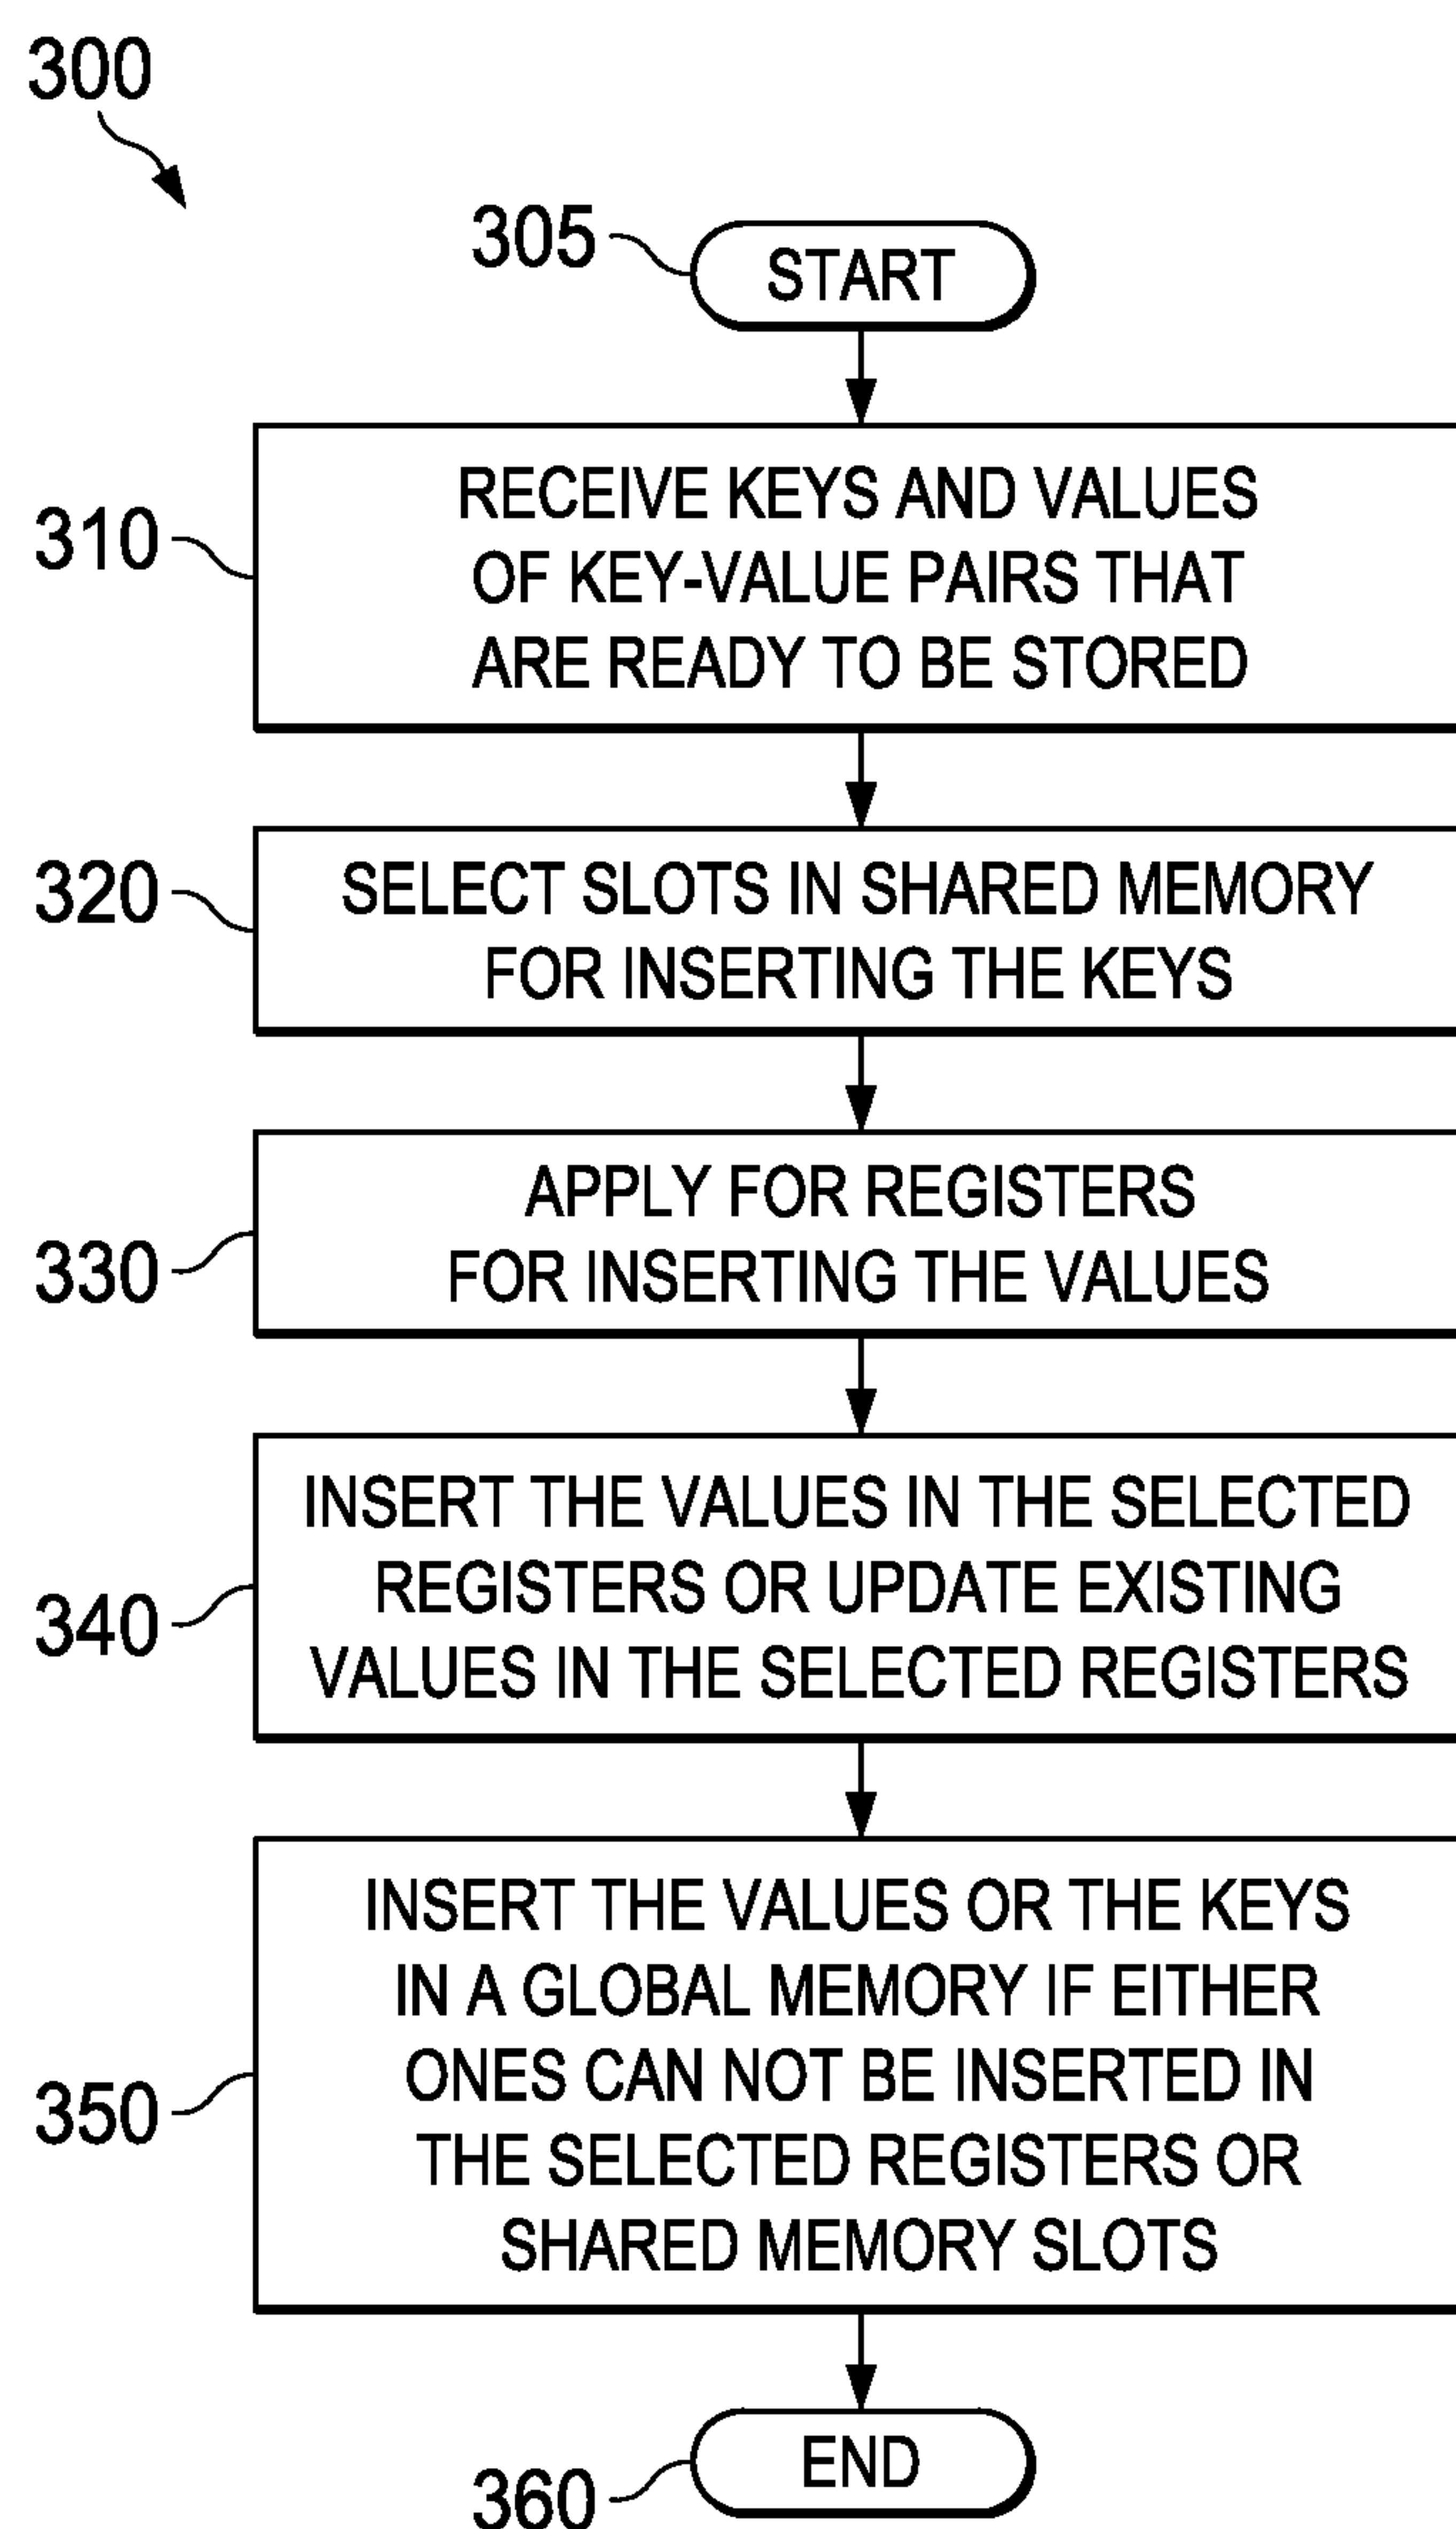 300
305
START
310
RECEIVE KEYS AND VALUES
OF KEY-VALUE PAIRS THAT
ARE READY TO BE STORED
320
SELECT SLOTS IN SHARED MEMORY
FOR INSERTING THE KEYS
330
APPLY FOR REGISTERS
FOR INSERTING THE VALUES
340
INSERT THE VALUES IN THE SELECTED
REGISTERS OR UPDATE EXISTING
VALUES IN THE SELECTED REGISTERS
350
INSERT THE VALUES OR THE KEYS
IN A GLOBAL MEMORY IF EITHER
ONES CAN NOT BE INSERTED IN
THE SELECTED REGISTERS OR
SHARED MEMORY SLOTS
360
END